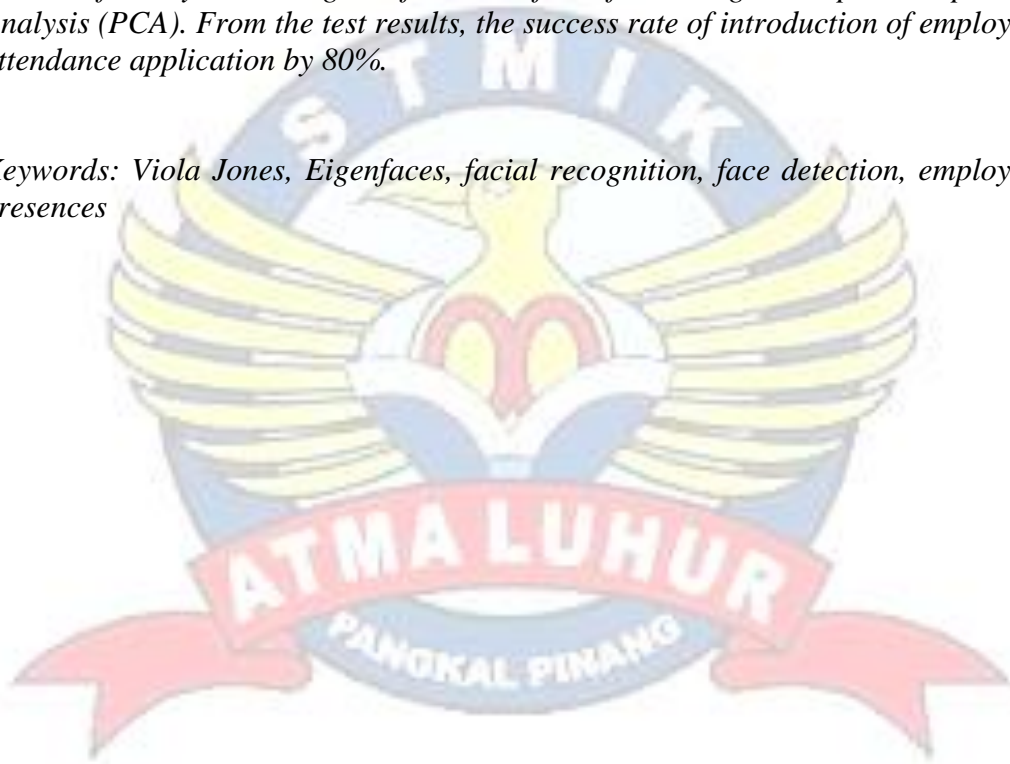 nalysis (PCA). From the test results, the success rate of introduction of employ
ttendance application by 80%.
STMIK
eywords: Viola Jones, Eigenfaces, facial recognition, face detection, employ
resences
ATMA LUHUR
PANGKAL PINANG